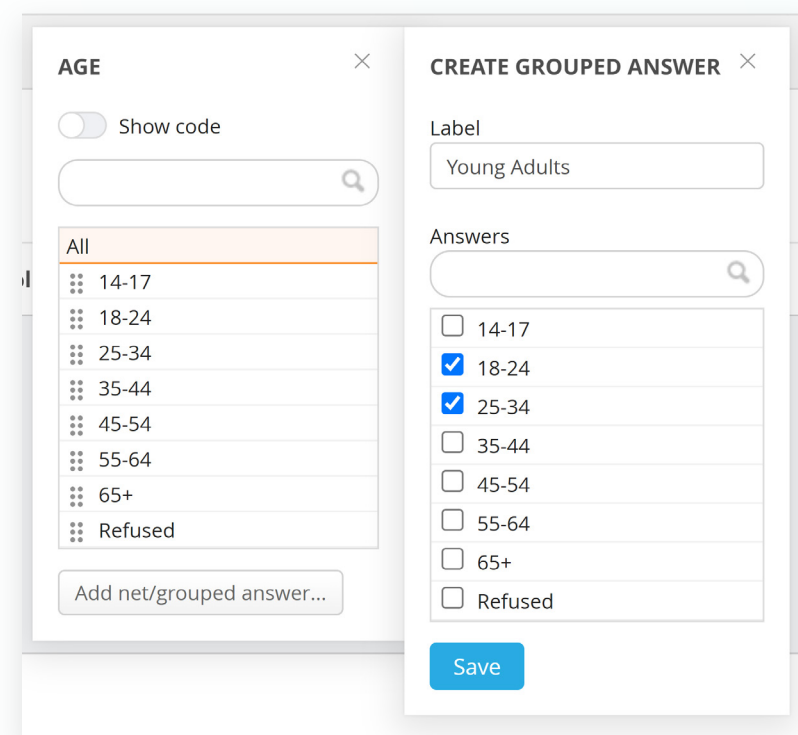 AGE
Show code
All
14-17
18-24
25-34
35-44
45-54
55-64
65+
Refused
Add net/grouped answer...
CREATE GROUPED ANSWER
Label
Young Adults
Answers
14-17
18-24
25-34
35-44
45-54
55-64
65+
Refused
Save